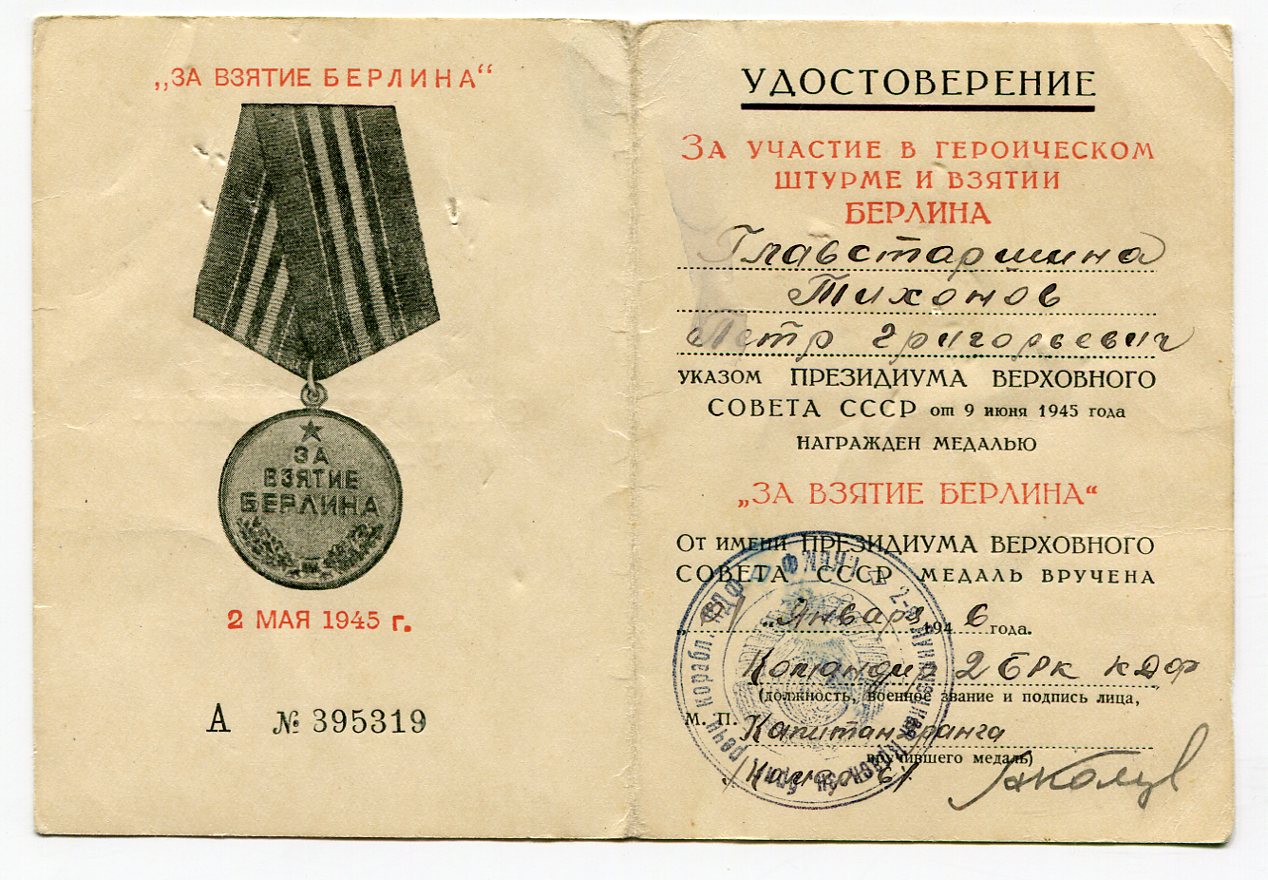 „ЗА ВЗЯТИЕ БЕРЛИНА“
ЗА
ВЗЯТИЕ
БЕРЛИНА
2 МАЯ 1945 г.
А № 395319
УДОСТОВЕРЕНИЕ
ЗА УЧАСТИЕ В ГЕРОИЧЕСКОМ
ШТУРМЕ И ВЗЯТИИ
БЕРЛИНА
Главстаршина
Тихонов
Петр Григорьевич
УКАЗОМ ПРЕЗИДИУМА ВЕРХОВНОГО
СОВЕТА СССР от 9 июня 1945 года
НАГРАЖДЕН МЕДАЛЬЮ
„ЗА ВЗЯТИЕ БЕРЛИНА“
ОТ ИМЕНИ ПРЕЗИДИУМА ВЕРХОВНОГО
СОВЕТА СССР МЕДАЛЬ ВРУЧЕНА
Января 1946 года.
Командир 2 БРК КДФ
(должность, военное звание и подпись лица,
М. П. Капитан ранга
вручившего медаль)